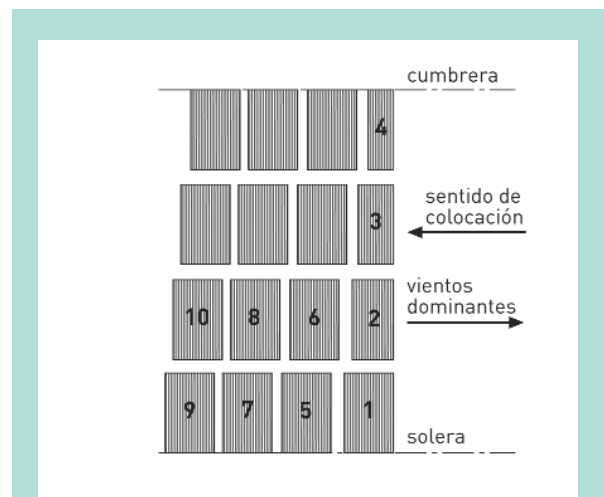 cumbrera
4
sentido de
colocación
3
vientos
dominantes
10 8 6 2
9 7 5 1
solera